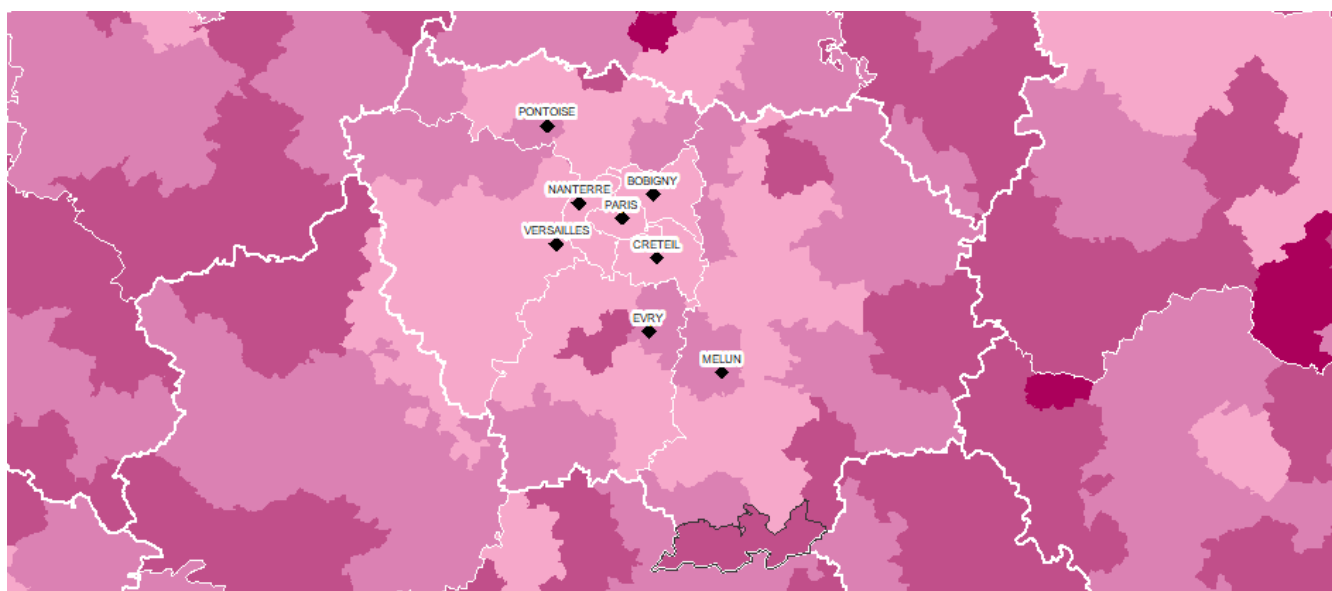 PONTOISE
BOBIGNY
NANTERRE
PARIS
VERSAILLES
CRETEIL
EVRY
MELUN